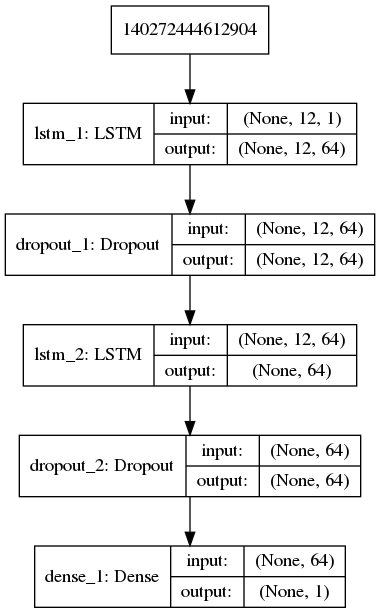 140272444612904
lstm_1: LSTM
input: (None, 12, 1)
output: (None, 12, 64)
dropout_1: Dropout
input: (None, 12, 64)
output: (None, 12, 64)
lstm_2: LSTM
input: (None, 12, 64)
output: (None, 64)
dropout_2: Dropout
input: (None, 64)
output: (None, 64)
dense_1: Dense
input: (None, 64)
output: (None, 1)